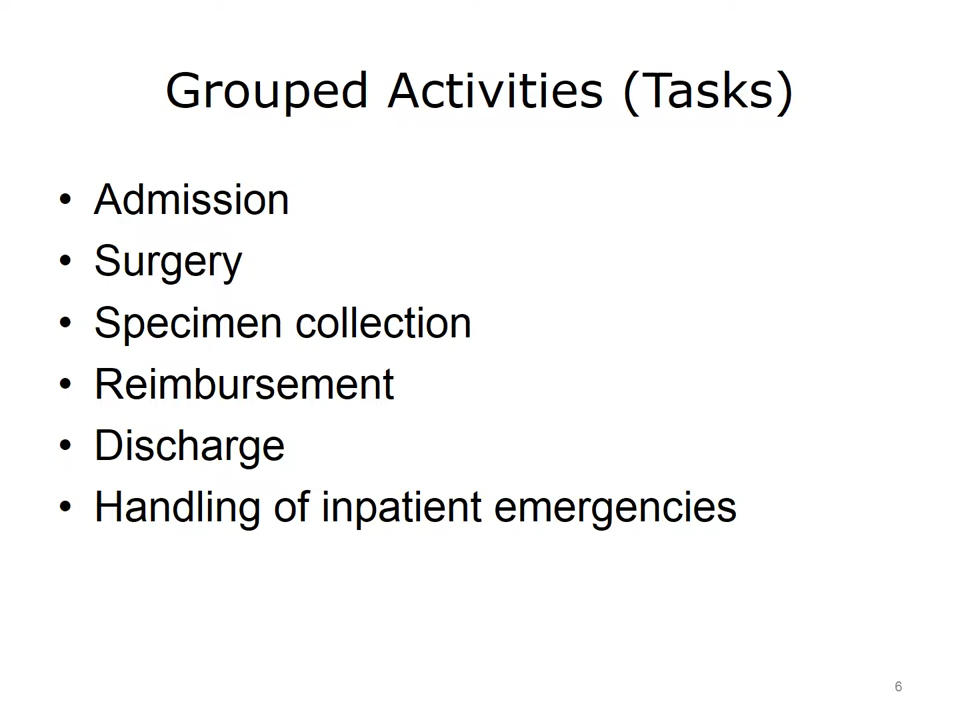 Grouped Activities (Tasks)
• Admission
• Surgery
• Specimen collection
• Reimbursement
• Discharge
• Handling of inpatient emergencies
6